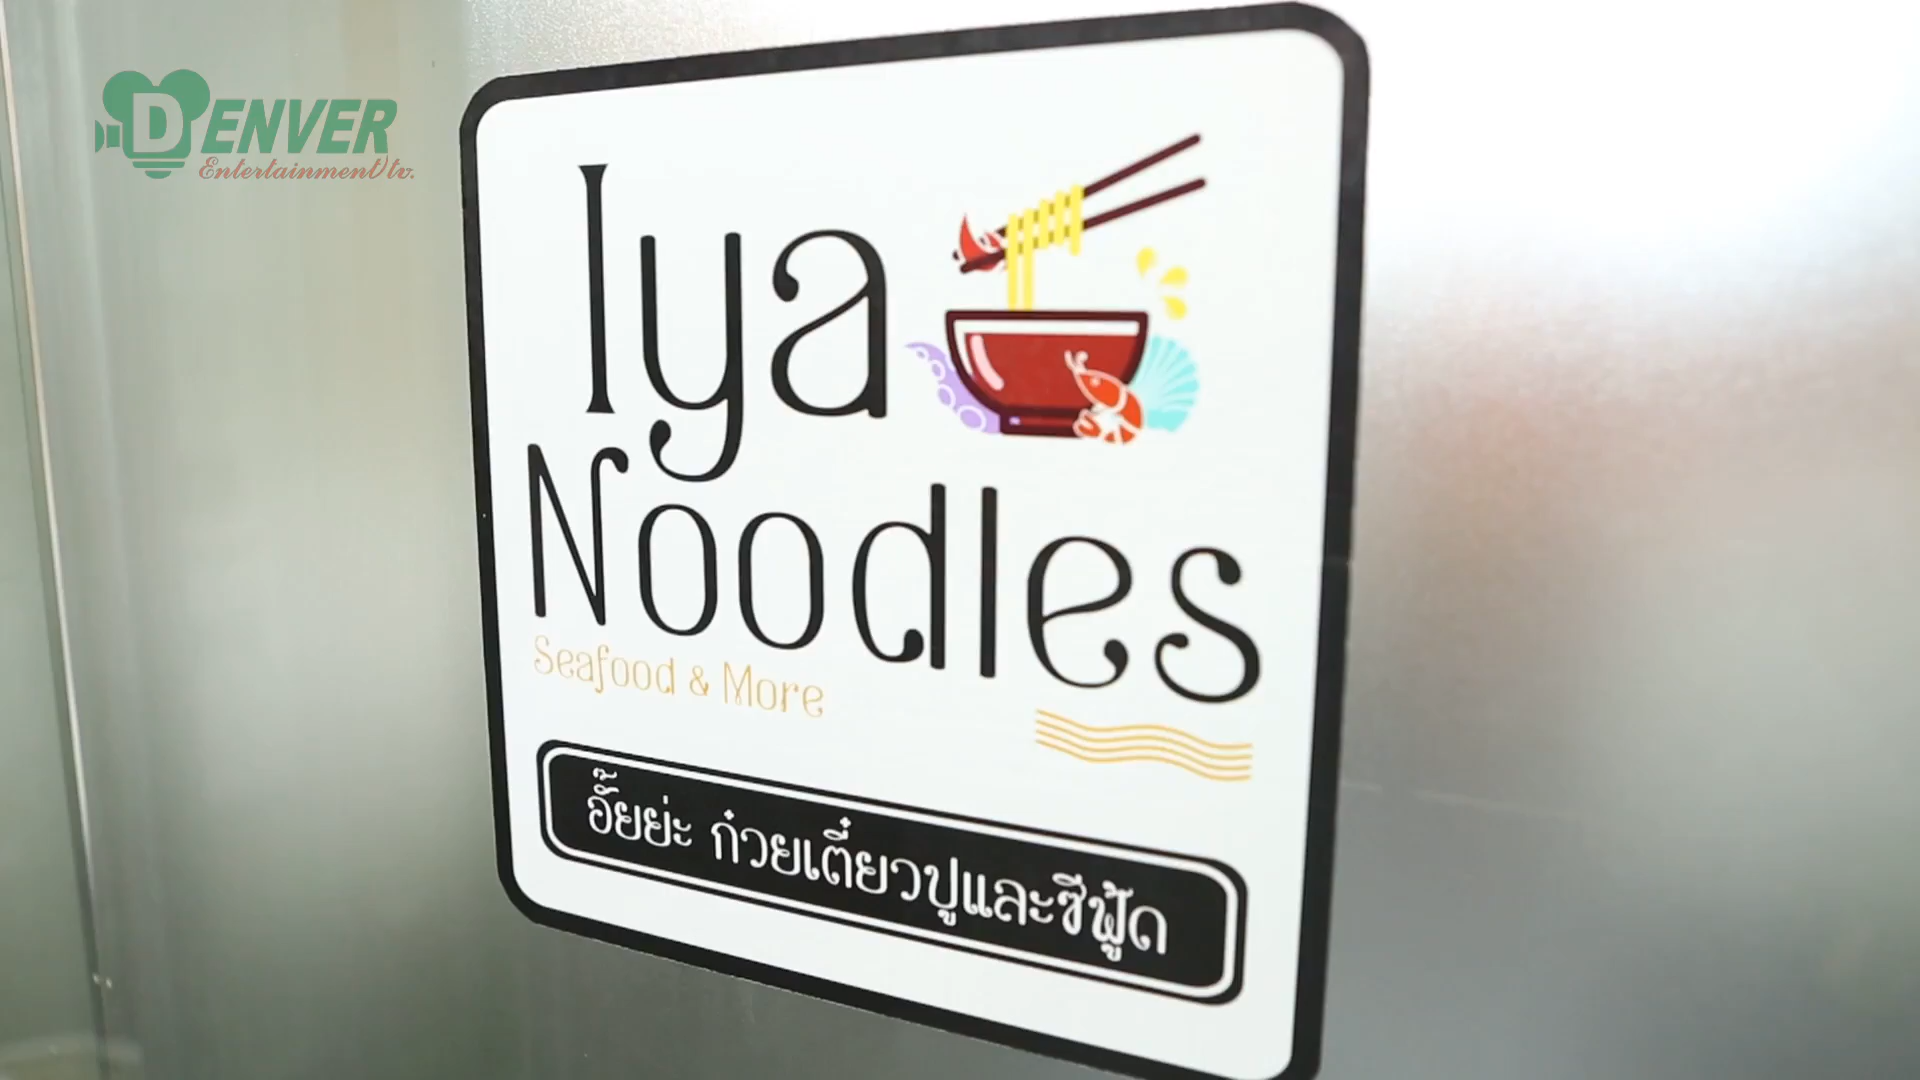 DENVER
Entertainment tv.
Iya
Noodles
Seafood & More
อั๊ยย่ะ ก๋วยเตี๋ยวปูและซีฟู้ด